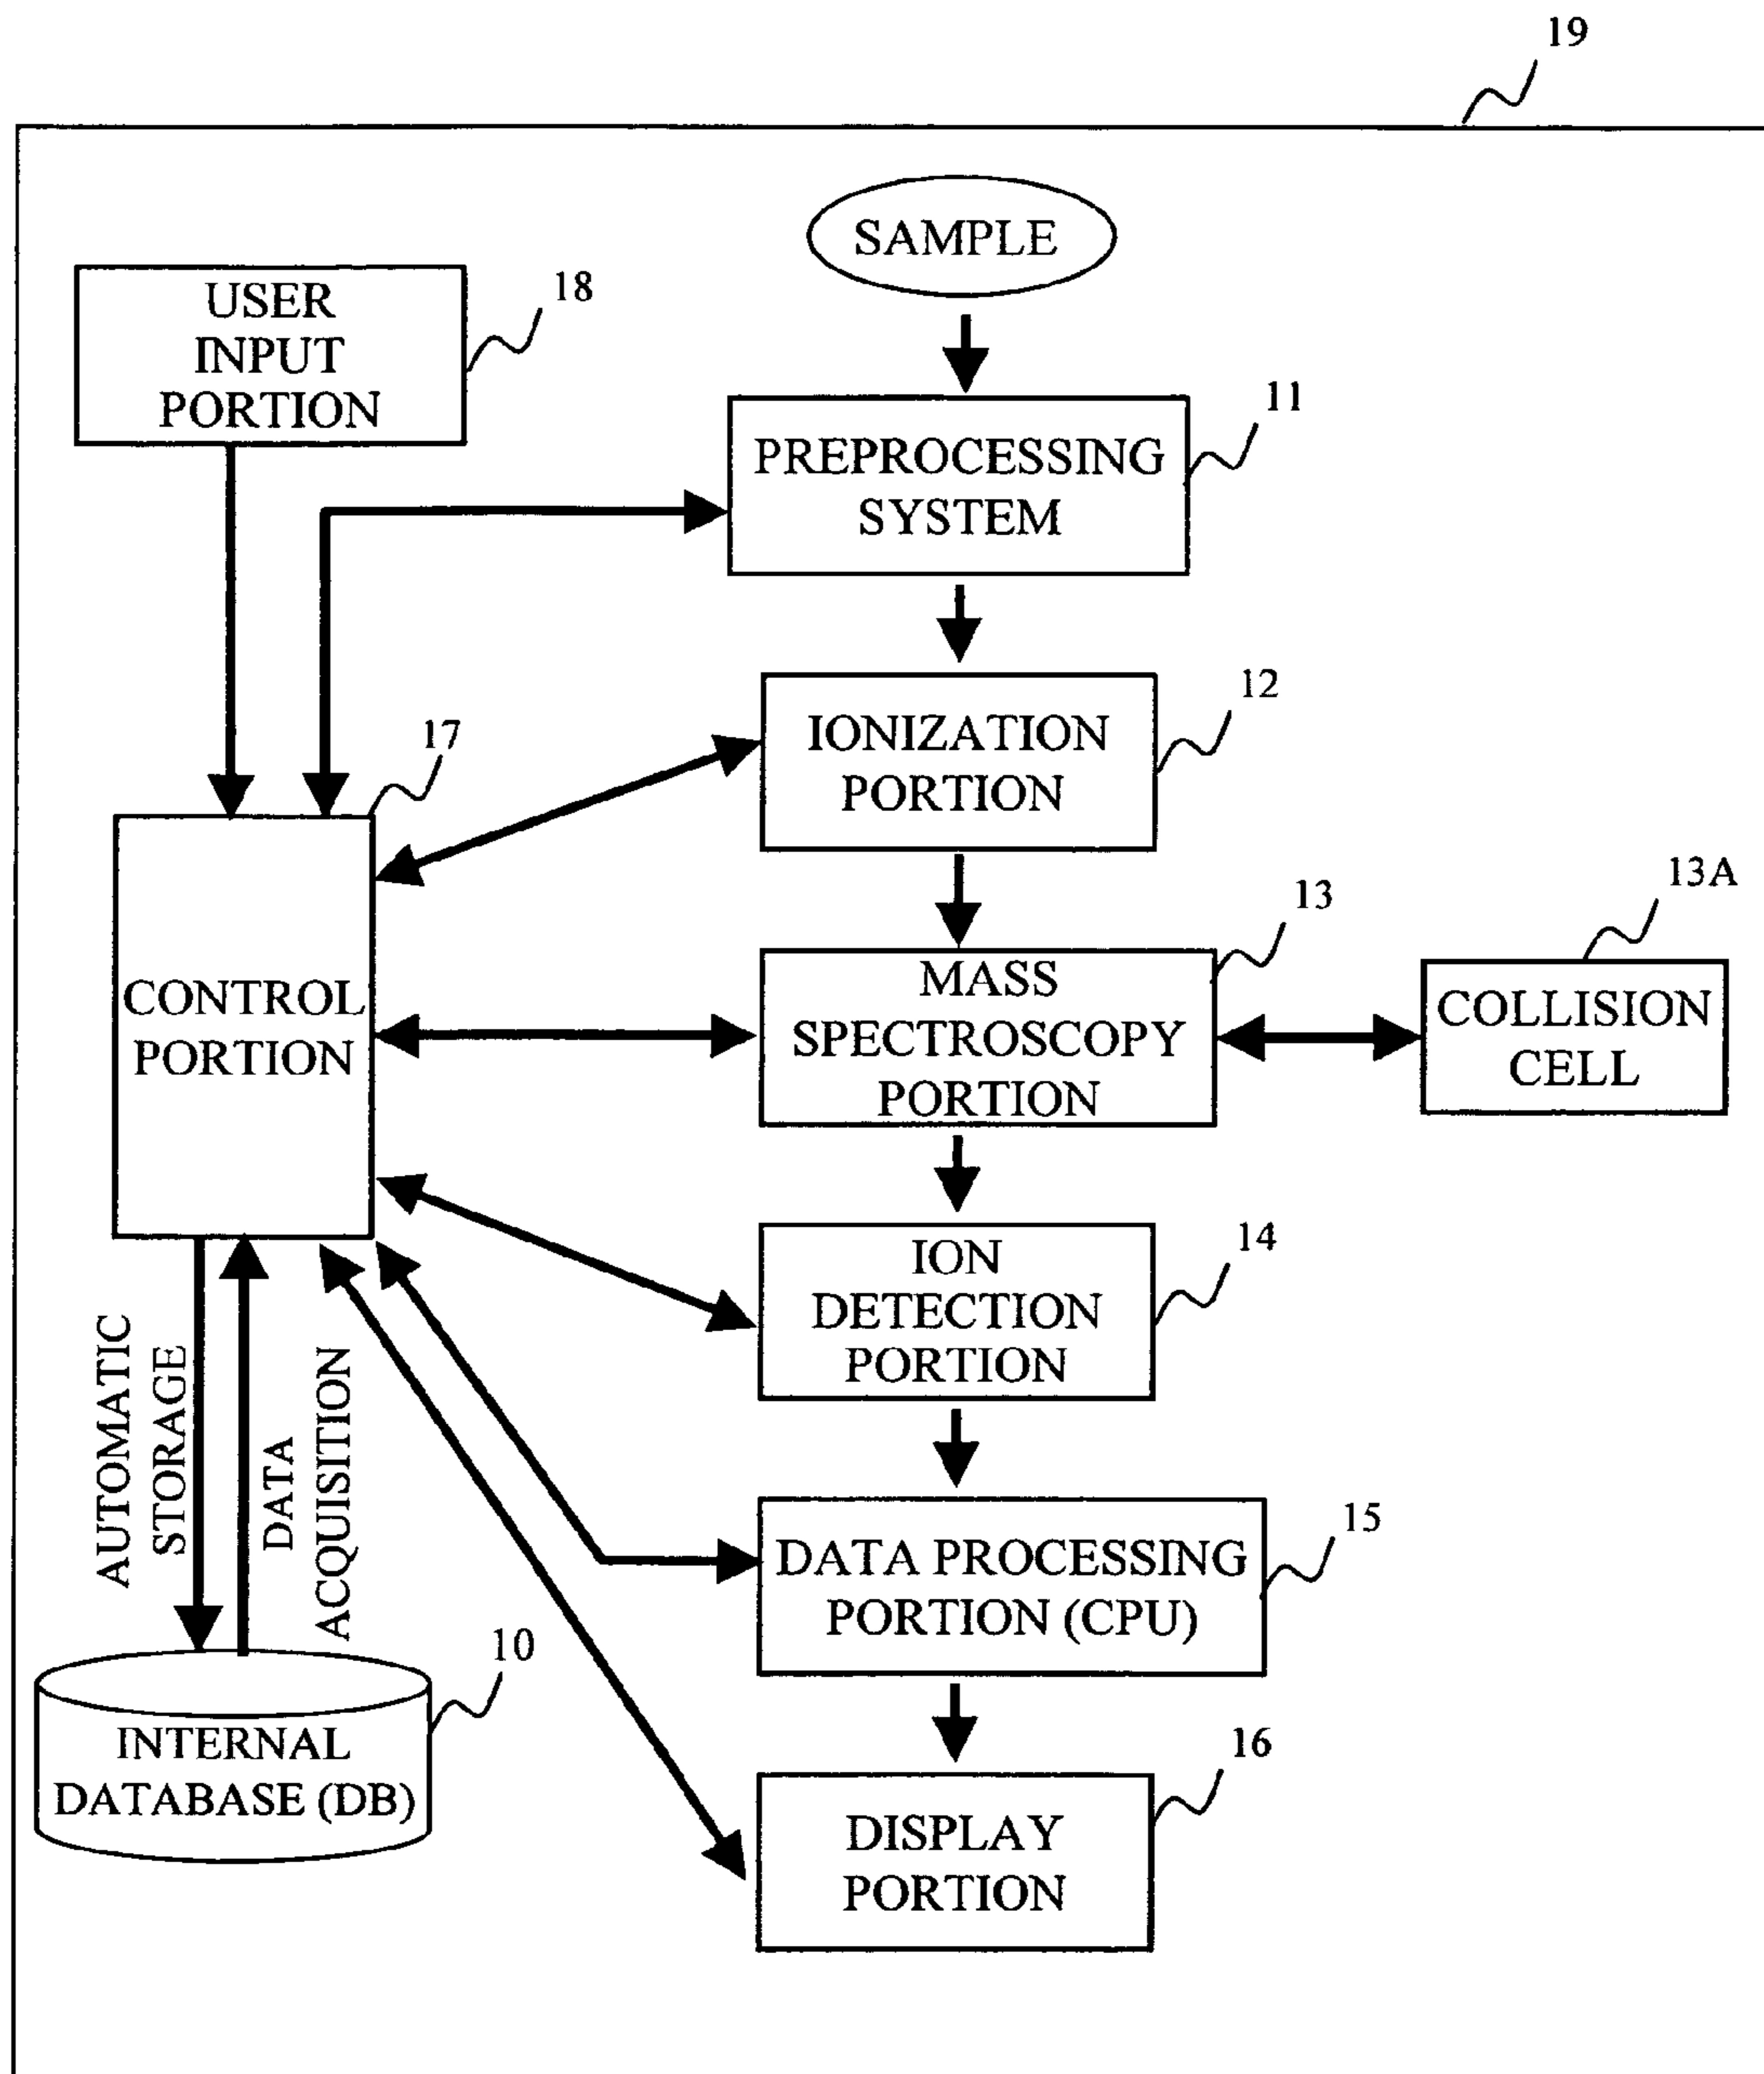 19
SAMPLE
USER
INPUT
PORTION
18
PREPROCESSING
SYSTEM
11
IONIZATION
PORTION
12
17
CONTROL
PORTION
MASS
SPECTROSCOPY
PORTION
13
COLLISION
CELL
13A
ION
DETECTION
PORTION
14
AUTOMATIC
STORAGE
DATA
ACQUISITION
DATA PROCESSING
PORTION (CPU)
15
INTERNAL
DATABASE (DB)
10
DISPLAY
PORTION
16